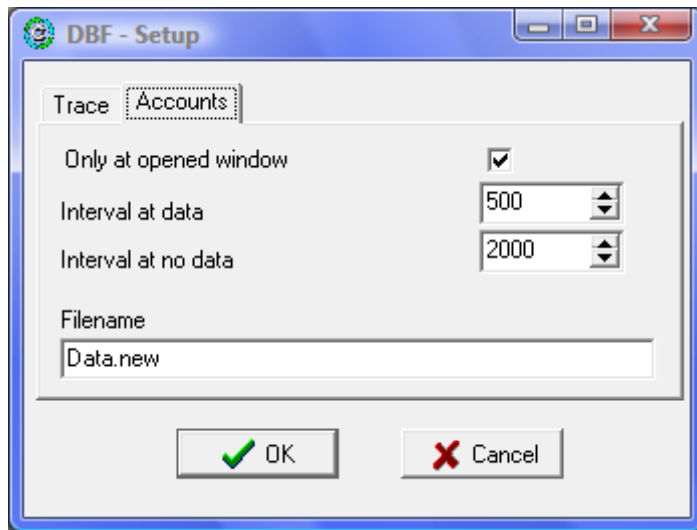 DBF - Setup
Trace Accounts
Only at opened window
Interval at data 500
Interval at no data 2000
Filename
Data.new
OK Cancel